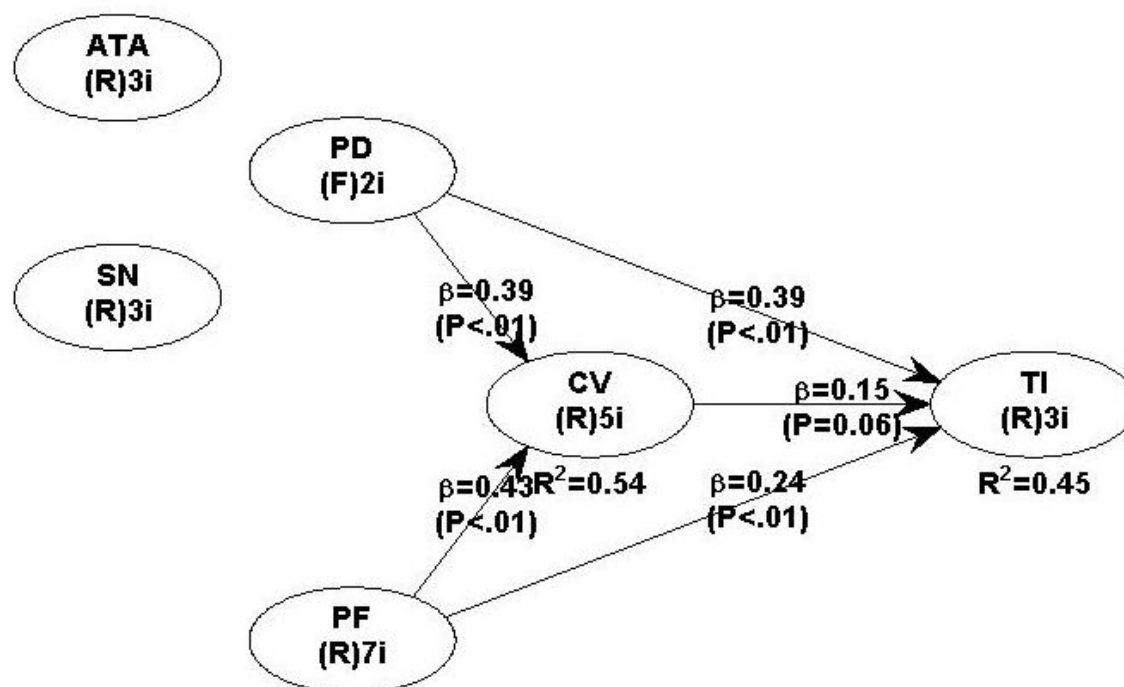 ATA
(R)3i
PD
(F)2i
SN
(R)3i
β=0.39
(P<.01)
β=0.39
(P<.01)
CV
(R)5i
R²=0.54
β=0.15
(P=0.06)
TI
(R)3i
R²=0.45
β=0.43
(P<.01)
β=0.24
(P<.01)
PF
(R)7i